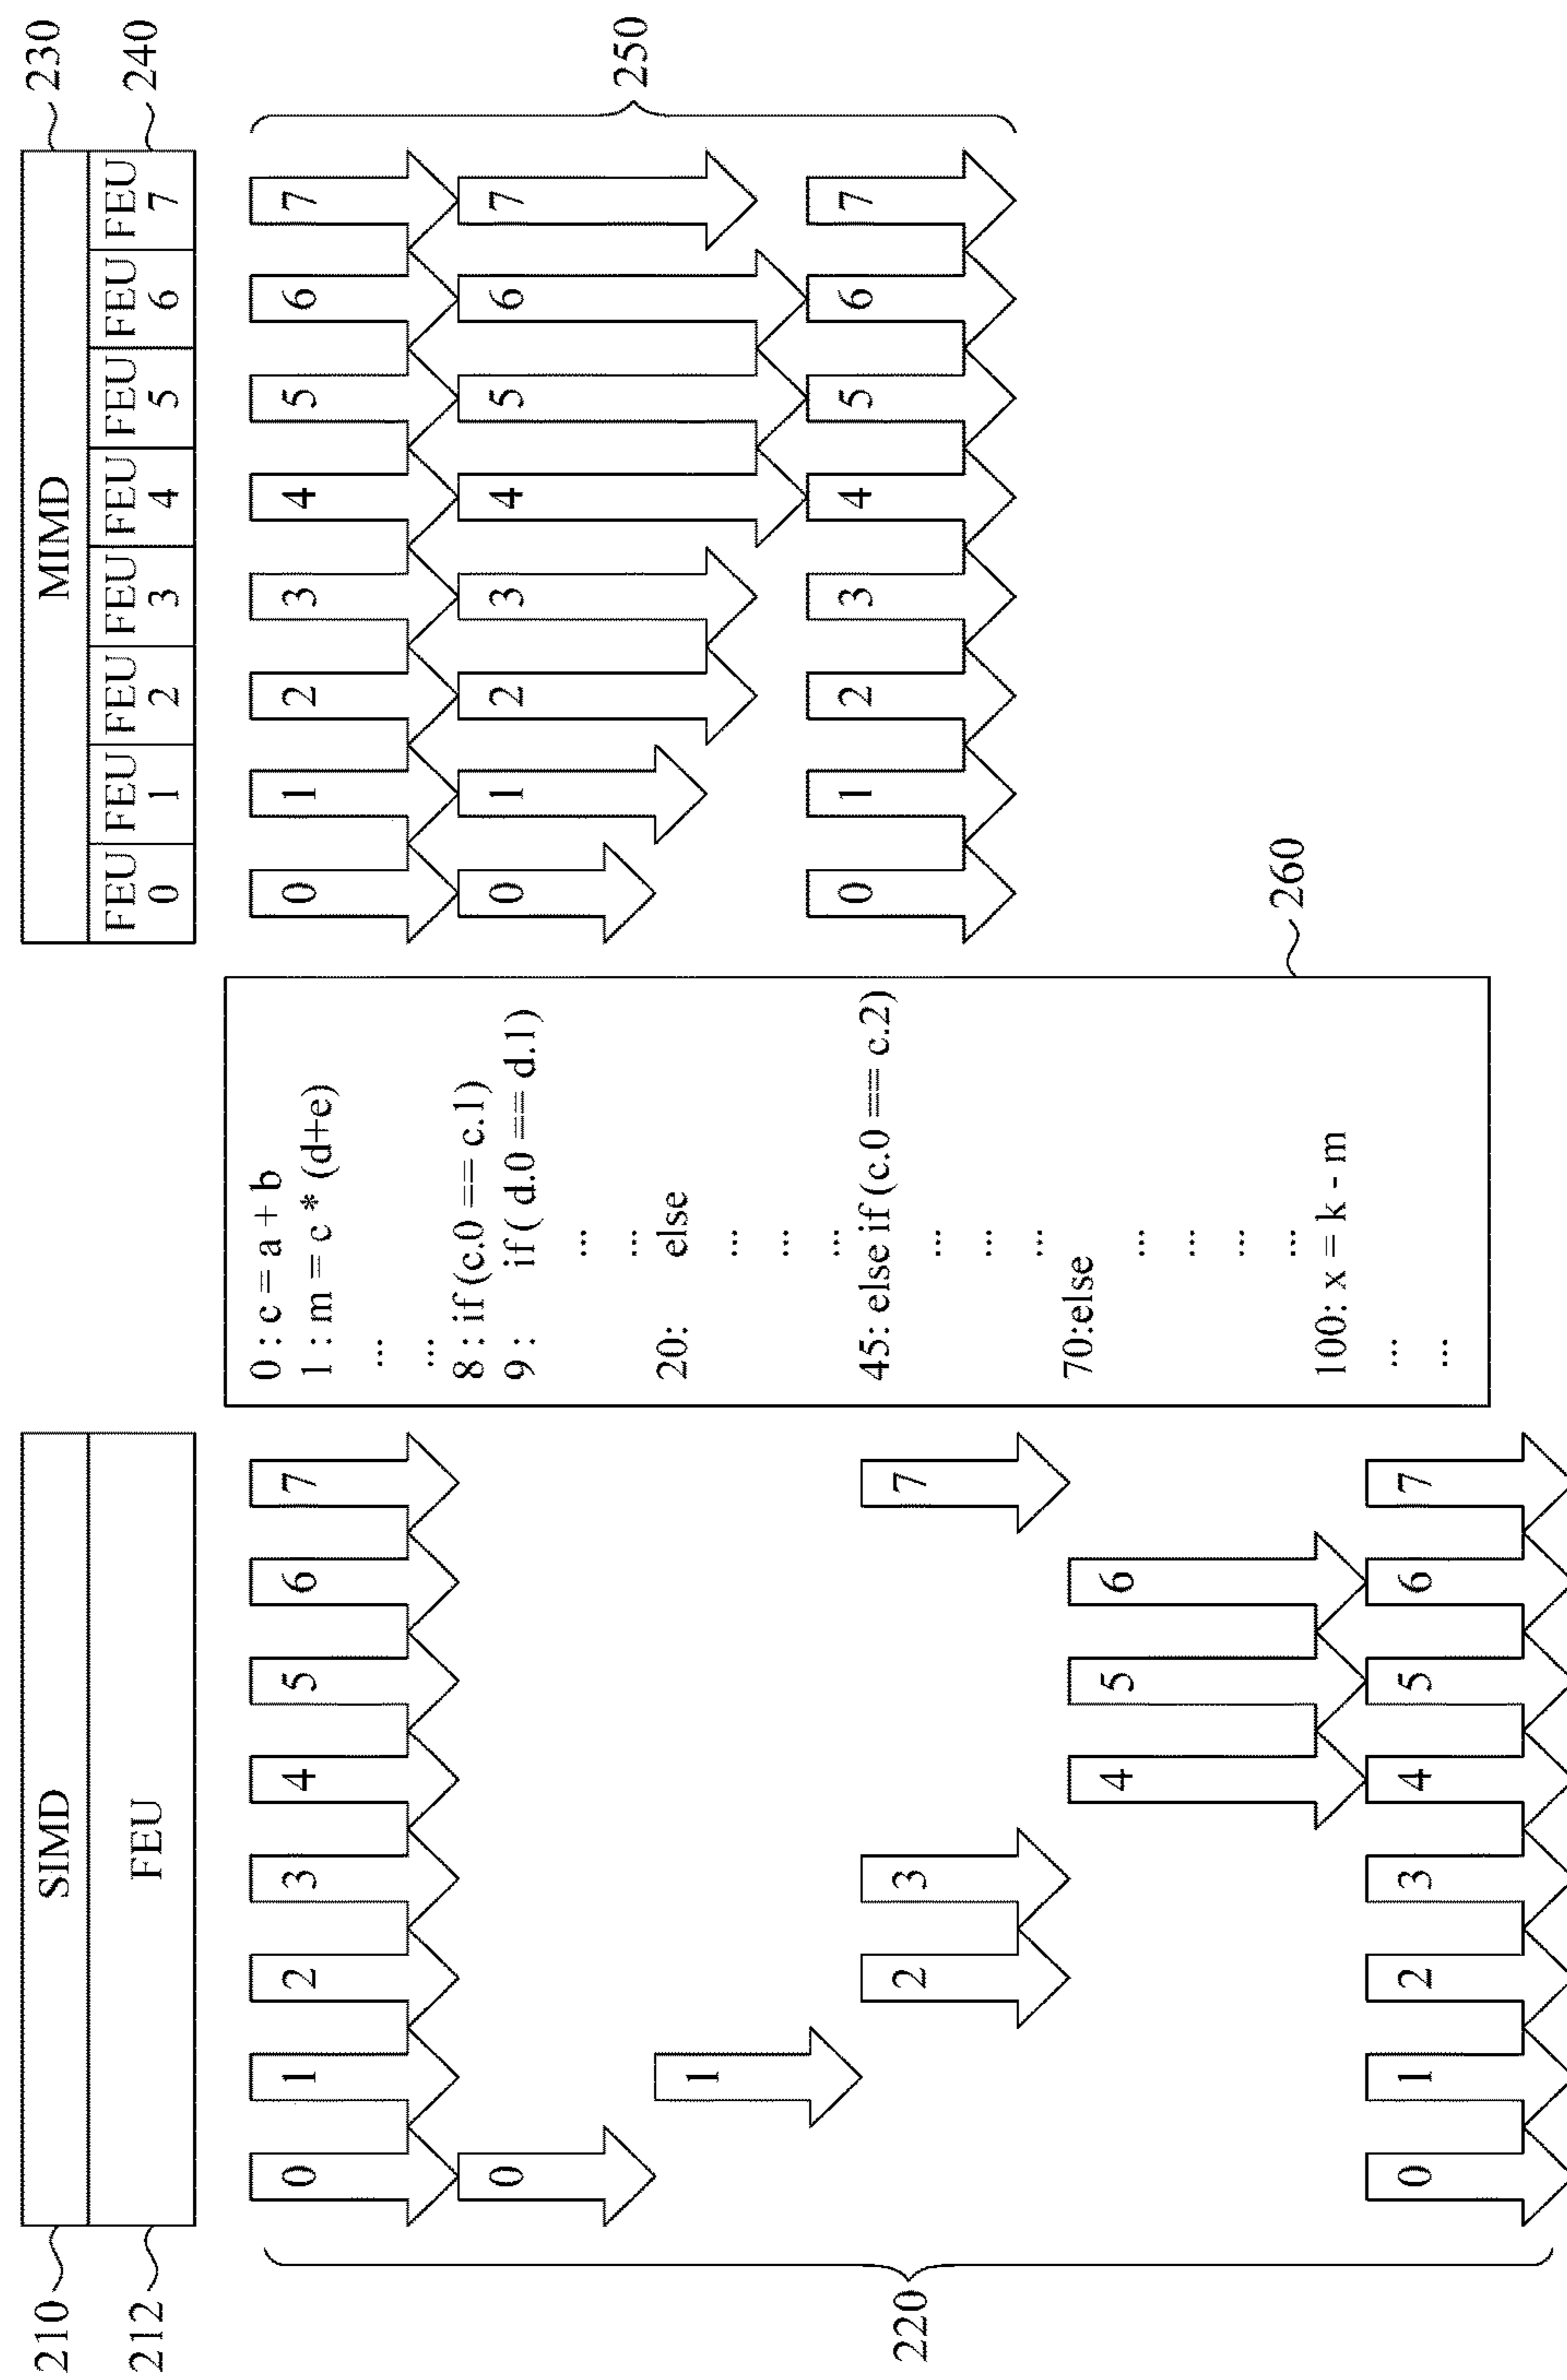 210
SIMD
212
FEU
0 1 2 3 4 5 6 7
0
1
2 3 7
4 5 6
0 1 2 3 4 5 6 7
220
0 : c = a + b
1 : m = c * (d+e)
...
...
8 : if (c.0 == c.1)
9 : if ( d.0 == d.1)
...
...
20: else
...
...
...
45: else if (c.0 == c.2)
...
...
...
70:else
...
...
...
...
100: x = k - m
...
...
260
MIMD
230
FEU FEU FEU FEU FEU FEU FEU FEU
0 1 2 3 4 5 6 7
240
0 1 2 3 4 5 6 7
0 1 2 3 4 5 6 7
0 1 2 3 4 5 6 7
250